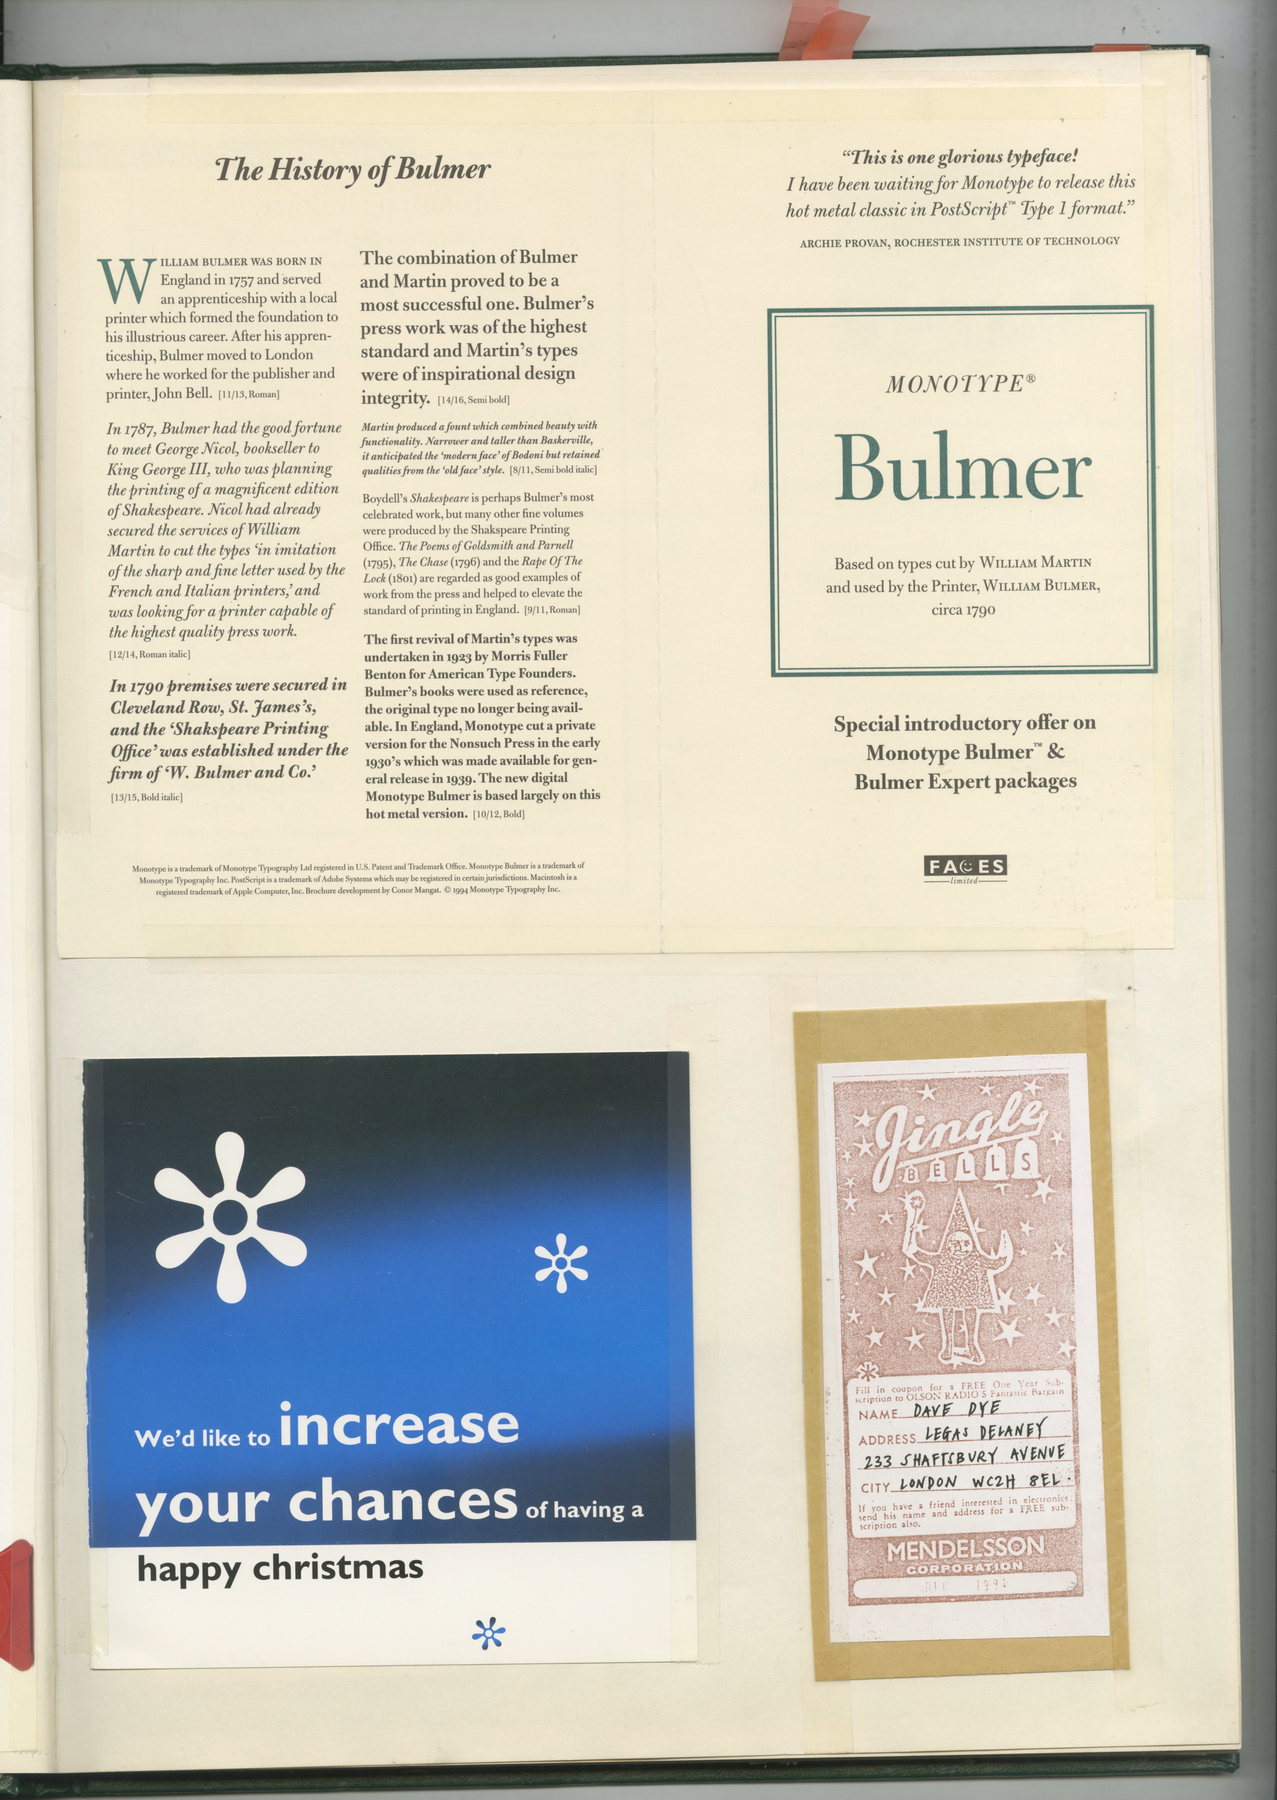 The History of Bulmer
WILLIAM BULMER WAS BORN IN
England in 1757 and served
an apprenticeship with a local
printer which formed the foundation to
his illustrious career. After his appren-
ticeship, Bulmer moved to London
where he worked for the publisher and
printer, John Bell. [11/13, Roman]
In 1787, Bulmer had the good fortune
to meet George Nicol, bookseller to
King George III, who was planning
the printing of a magnificent edition
of Shakespeare. Nicol had already
secured the services of William
Martin to cut the types ‘in imitation
of the sharp and fine letter used by the
French and Italian printers,’ and
was looking for a printer capable of
the highest quality press work.
[12/14, Roman italic]
In 1790 premises were secured in
Cleveland Row, St. James’s,
and the ‘Shakspeare Printing
Office’ was established under the
firm of ‘W. Bulmer and Co.’
[13/15, Bold italic]
The combination of Bulmer
and Martin proved to be a
most successful one. Bulmer’s
press work was of the highest
standard and Martin’s types
were of inspirational design
integrity. [14/16, Semi bold]
Martin produced a fount which combined beauty with
functionality. Narrower and taller than Baskerville,
it anticipated the ‘modern face’ of Bodoni but retained
qualities from the ‘old face’ style. [8/11, Semi bold italic]
Boydell’s Shakespeare is perhaps Bulmer’s most
celebrated work, but many other fine volumes
were produced by the Shakspeare Printing
Office. The Poems of Goldsmith and Parnell
(1795), The Chase (1796) and the Rape Of The
Lock (1801) are regarded as good examples of
work from the press and helped to elevate the
standard of printing in England. [9/11, Roman]
The first revival of Martin’s types was
undertaken in 1923 by Morris Fuller
Benton for American Type Founders.
Bulmer’s books were used as reference,
the original type no longer being avail-
able. In England, Monotype cut a private
version for the Nonsuch Press in the early
1930’s which was made available for gen-
eral release in 1939. The new digital
Monotype Bulmer is based largely on this
hot metal version. [10/12, Bold]
Monotype is a trademark of Monotype Typography Ltd registered in U.S. Patent and Trademark Office. Monotype Bulmer is a trademark of
Monotype Typography Inc. PostScript is a trademark of Adobe Systems which may be registered in certain jurisdictions. Macintosh is a
registered trademark of Apple Computer, Inc. Brochure development by Conor Mangat. © 1994 Monotype Typography Inc.
“This is one glorious typeface!
I have been waiting for Monotype to release this
hot metal classic in PostScript™ Type 1 format.”
ARCHIE PROVAN, ROCHESTER INSTITUTE OF TECHNOLOGY
MONOTYPE®
Bulmer
Based on types cut by WILLIAM MARTIN
and used by the Printer, WILLIAM BULMER,
circa 1790
Special introductory offer on
Monotype Bulmer™ &
Bulmer Expert packages
FACES
limited
We’d like to increase
your chances of having a
happy christmas
Jingle
BELLS
Fill in coupon for a FREE One Year Sub-
scription to OLSON RADIO'S Fantastic Bargain
NAME DAVE DYE
ADDRESS LEGAS DELANEY
233 SHAFTSBURY AVENUE
CITY LONDON WC2H 8EL.
If you have a friend interested in electronics,
send his name and address for a FREE sub-
scription also.
MENDELSSON
CORPORATION